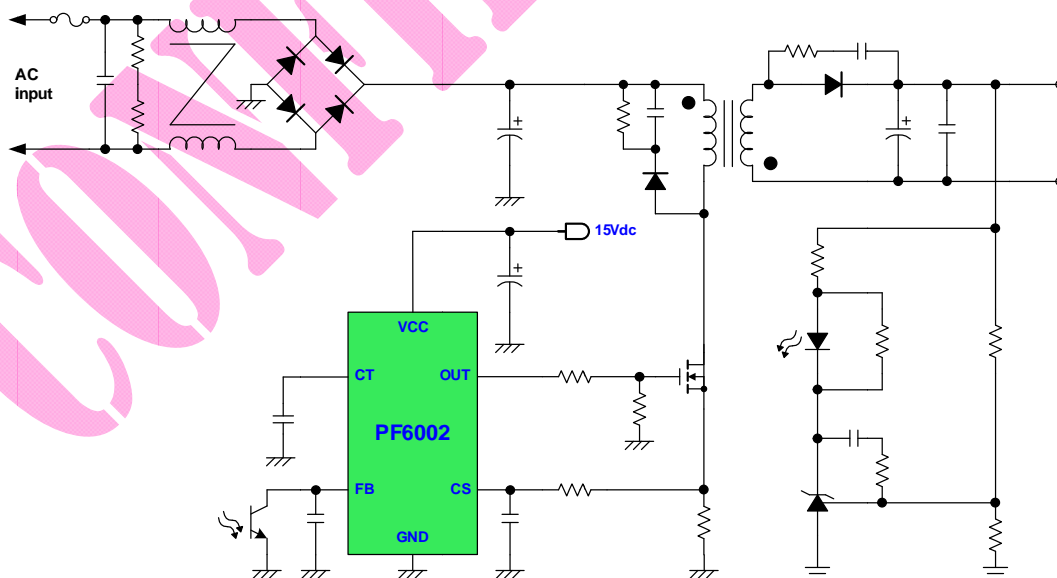 AC
input
15Vdc
VCC
CT
OUT
PF6002
FB
CS
GND